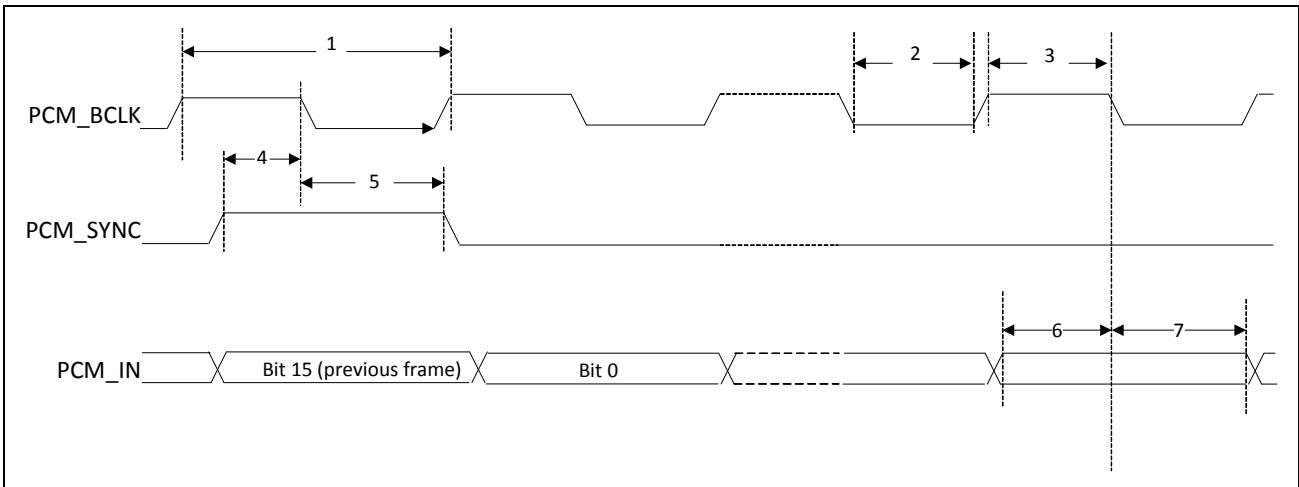 1
2
3
PCM_BCLK
4
5
PCM_SYNC
6
7
PCM_IN
Bit 15 (previous frame)
Bit 0